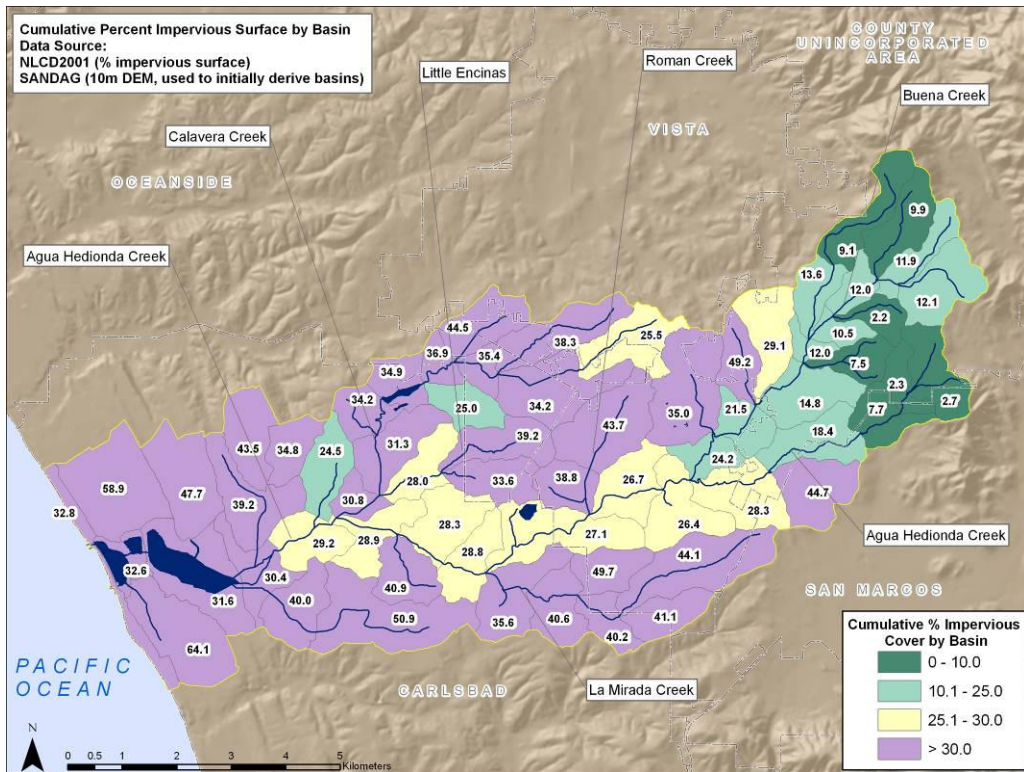 Cumulative Percent Impervious Surface by Basin
Data Source:
NLCD2001 (% impervious surface)
SANDAG (10m DEM, used to initially derive basins)
COUNTY
UNINCORPORATED
AREA
Little Encinas
Roman Creek
Buena Creek
Calavera Creek
VISTA
OCEANSIDE
Agua Hedionda Creek
9.9
9.1
11.9
13.6
12.0
12.1
2.2
44.5
38.3
25.5
10.5
29.1
36.9
35.4
12.0
49.2
7.5
34.9
2.3
2.7
34.2
25.0
34.2
35.0
21.5
14.8
7.7
43.7
18.4
31.3
39.2
43.5
34.8
24.5
24.2
28.0
33.6
38.8
26.7
44.7
58.9
47.7
39.2
30.8
32.8
28.3
28.3
26.4
27.1
29.2
28.9
28.8
Agua Hedionda Creek
44.1
32.6
30.4
49.7
31.6
40.0
40.9
SAN MARCOS
50.9
35.6
40.6
41.1
40.2
64.1
PACIFIC
OCEAN
CARLSBAD
La Mirada Creek
Cumulative % Impervious
Cover by Basin
0 - 10.0
10.1 - 25.0
25.1 - 30.0
> 30.0
N
0 0.5 1 2 3 4 5
Kilometers